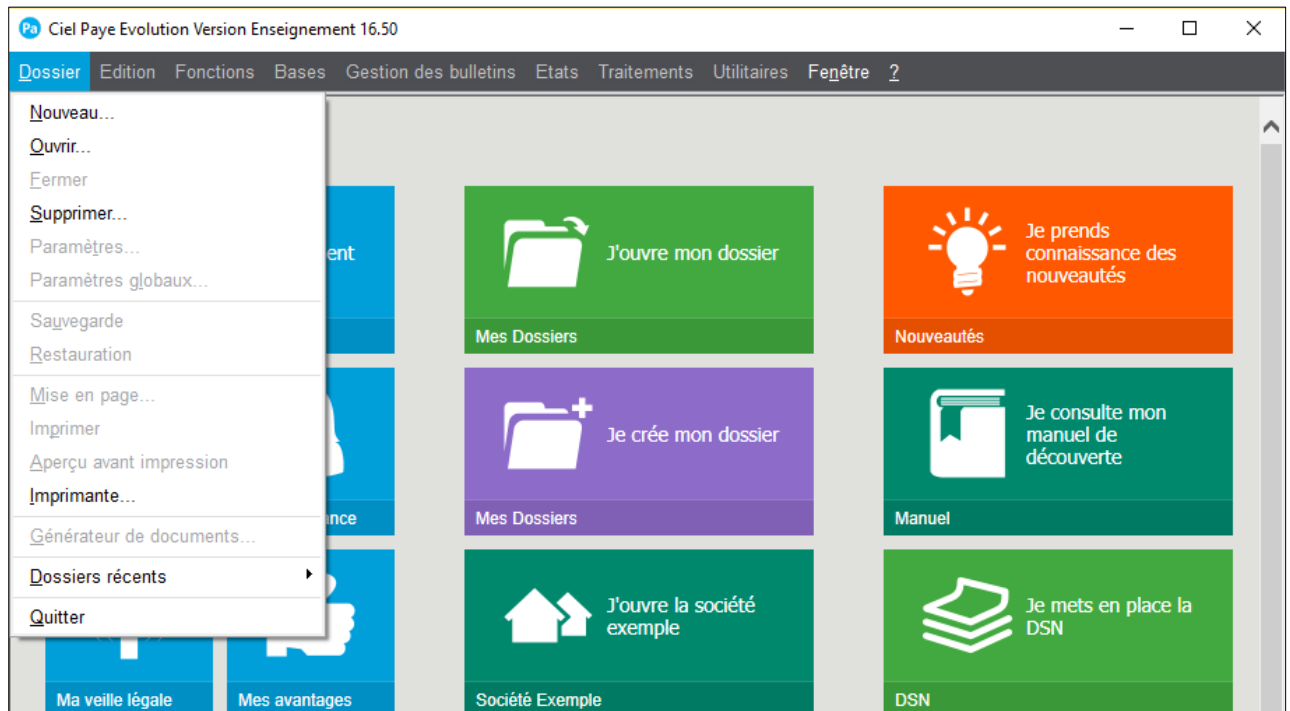 Pa Ciel Paye Evolution Version Enseignement 16.50
Dossier Edition Fonctions Bases Gestion des bulletins Etats Traitements Utilitaires Fenêtre ?
Nouveau...
Ouvrir...
Fermer
Supprimer...
Paramètres...
Paramètres globaux...
Sauvegarde
Restauration
Mise en page...
Imprimer
Aperçu avant impression
Imprimante...
Générateur de documents...
Dossiers récents
Quitter
ent
nce
Ma veille légale
Mes avantages
J'ouvre mon dossier
Mes Dossiers
Je crée mon dossier
Mes Dossiers
J'ouvre la société
exemple
Société Exemple
Je prends
connaissance des
nouveautés
Nouveautés
Je consulte mon
manuel de
découverte
Manuel
Je mets en place la
DSN
DSN